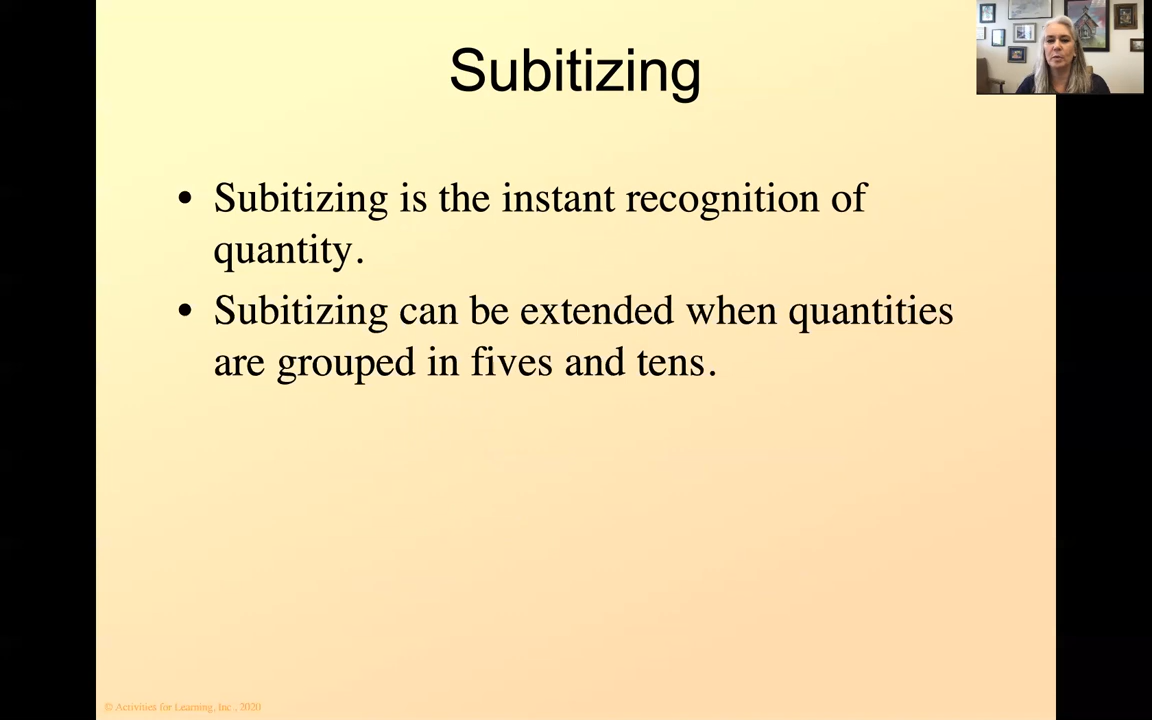 Subitizing
• Subitizing is the instant recognition of
quantity.
• Subitizing can be extended when quantities
are grouped in fives and tens.
© Activities for Learning, Inc., 2020